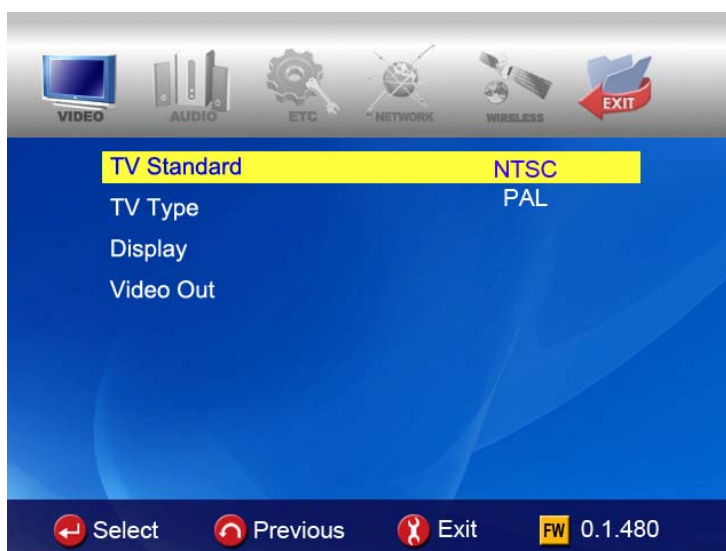 VIDEO AUDIO ETC NETWORK WIRELESS EXIT
TV Standard NTSC
TV Type PAL
Display
Video Out
Select Previous Exit FW 0.1.480